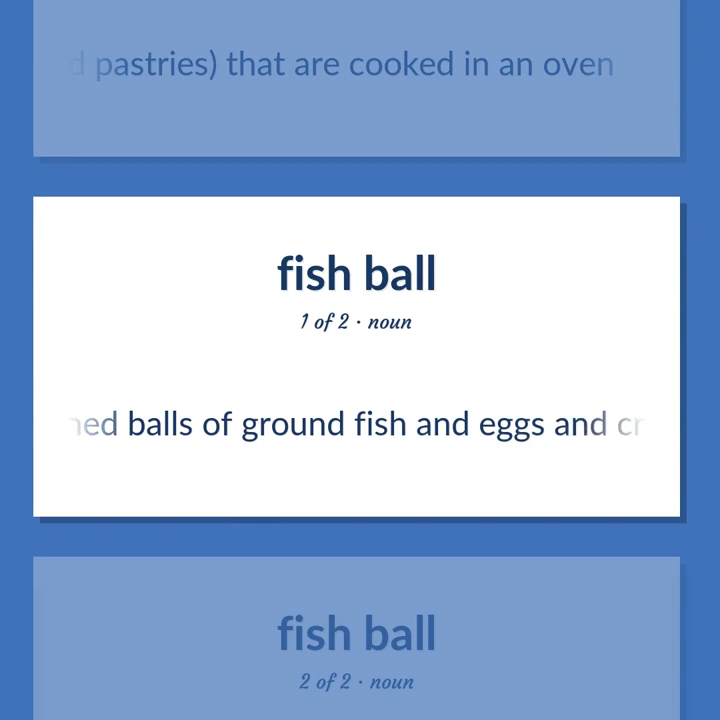 pastries) that are cooked in an oven
fish ball
1 of 2 · noun
balls of ground fish and eggs and
fish ball
2 of 2 · noun